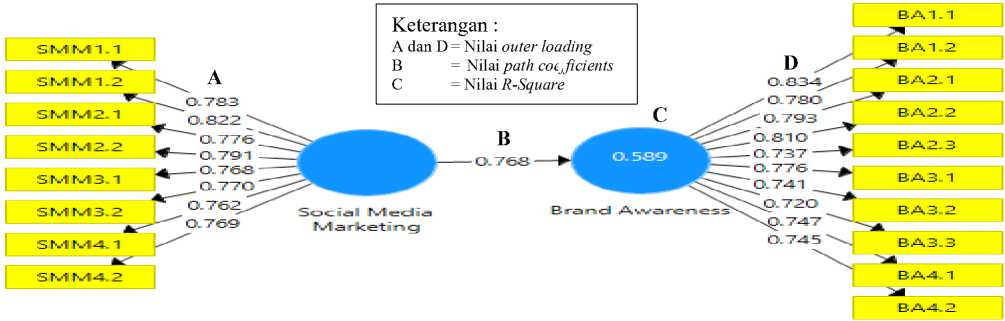 Keterangan :
A dan D = Nilai outer loading
B = Nilai path coefficients
C = Nilai R-Square
SMM1.1
SMM1.2
SMM2.1
SMM2.2
SMM3.1
SMM3.2
SMM4.1
SMM4.2
A
0.783
0.822
0.776
0.791
0.768
0.770
0.762
0.769
Social Media
Marketing
B
0.768
C
0.589
Brand Awareness
D
0.834
0.780
0.793
0.810
0.737
0.776
0.741
0.720
0.747
0.745
BA1.1
BA1.2
BA2.1
BA2.2
BA2.3
BA3.1
BA3.2
BA3.3
BA4.1
BA4.2